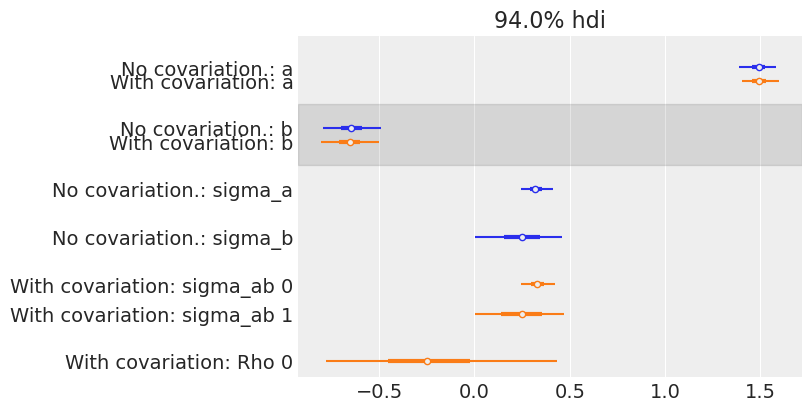 94.0% hdi
No covariation.: a
With covariation: a
No covariation.: b
With covariation: b
No covariation.: sigma_a
No covariation.: sigma_b
With covariation: sigma_ab 0
With covariation: sigma_ab 1
With covariation: Rho 0
−0.5 0.0 0.5 1.0 1.5